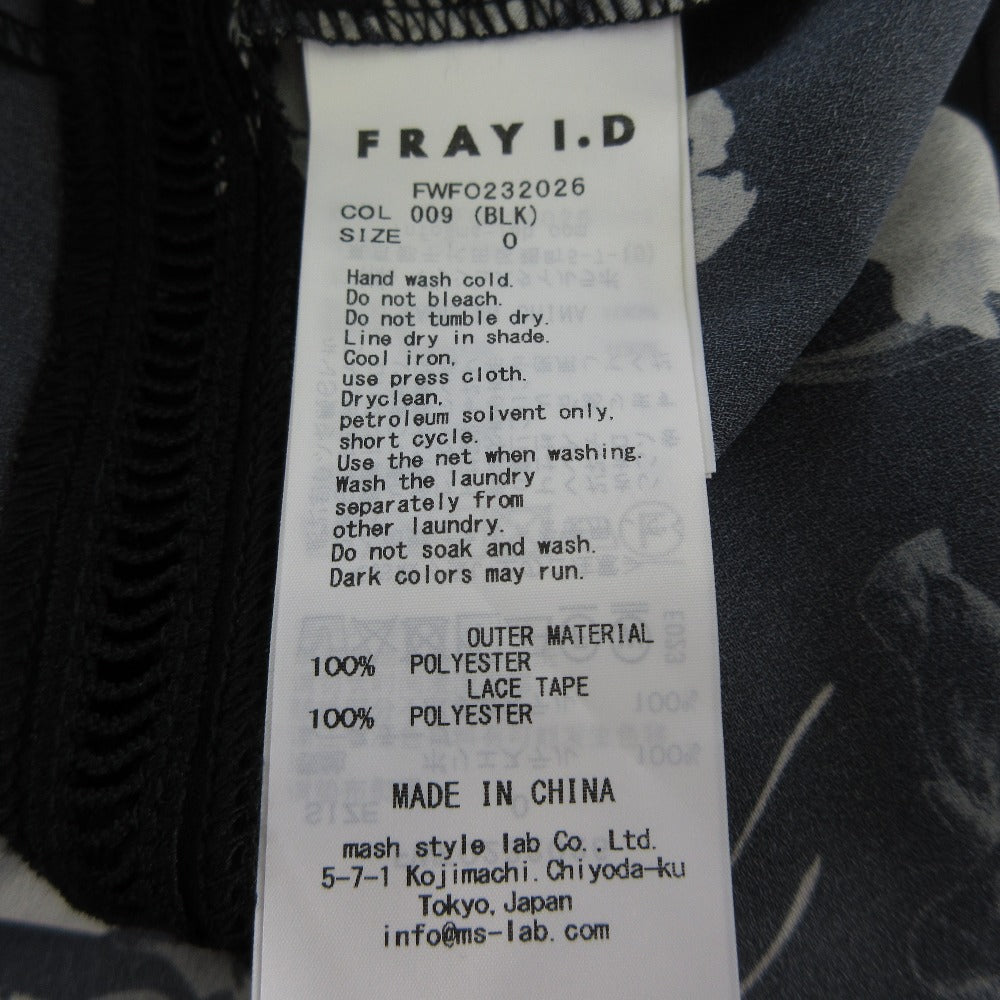 FRAY I.D
FWFO232026
COL 009 (BLK)
SIZE 0
Hand wash cold.
Do not bleach.
Do not tumble dry.
Line dry in shade.
Cool iron,
use press cloth.
Dryclean,
petroleum solvent only,
short cycle.
Use the net when washing.
Wash the laundry
separately from
other laundry.
Do not soak and wash.
Dark colors may run.
OUTER MATERIAL
100% POLYESTER
LACE TAPE
100% POLYESTER
MADE IN CHINA
mash style lab Co.,Ltd.
5-7-1 Kojimachi.Chiyoda-ku
Tokyo,Japan
info@ms-lab.com